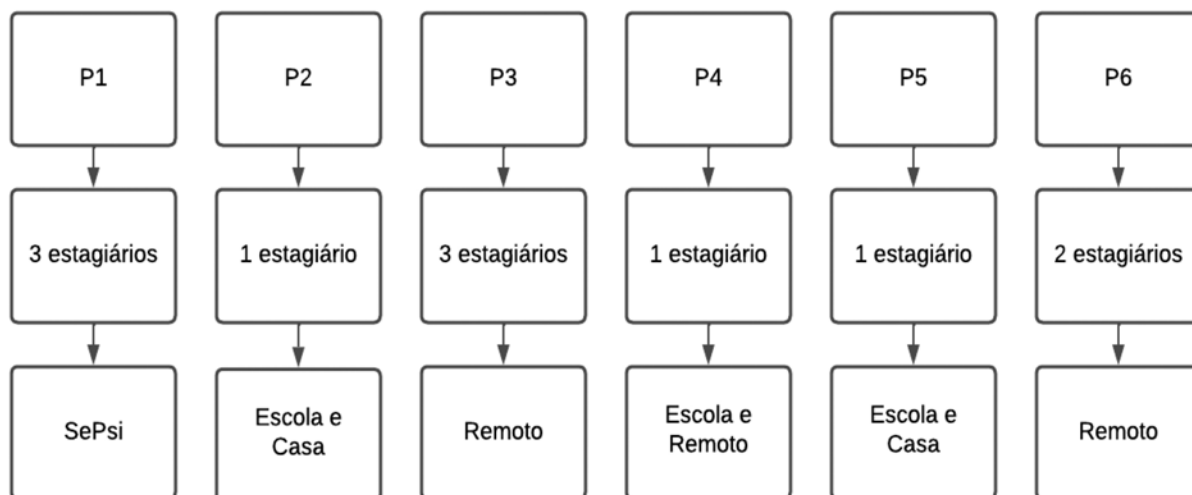 P1
P2
P3
P4
P5
P6
3 estagiários
1 estagiário
3 estagiários
1 estagiário
1 estagiário
2 estagiários
SePsi
Escola e
Casa
Remoto
Escola e
Remoto
Escola e
Casa
Remoto